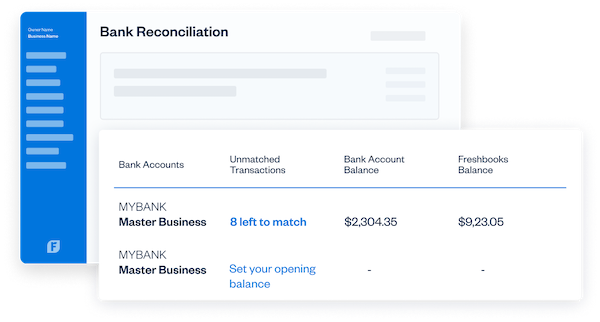 Owner Name
Business Name
Bank Reconciliation
Bank Accounts
Unmatched
Transactions
Bank Account
Balance
Freshbooks
Balance
MYBANK
Master Business
8 left to match
$2,304.35
$9,23.05
MYBANK
Master Business
Set your opening
balance
-
-
F